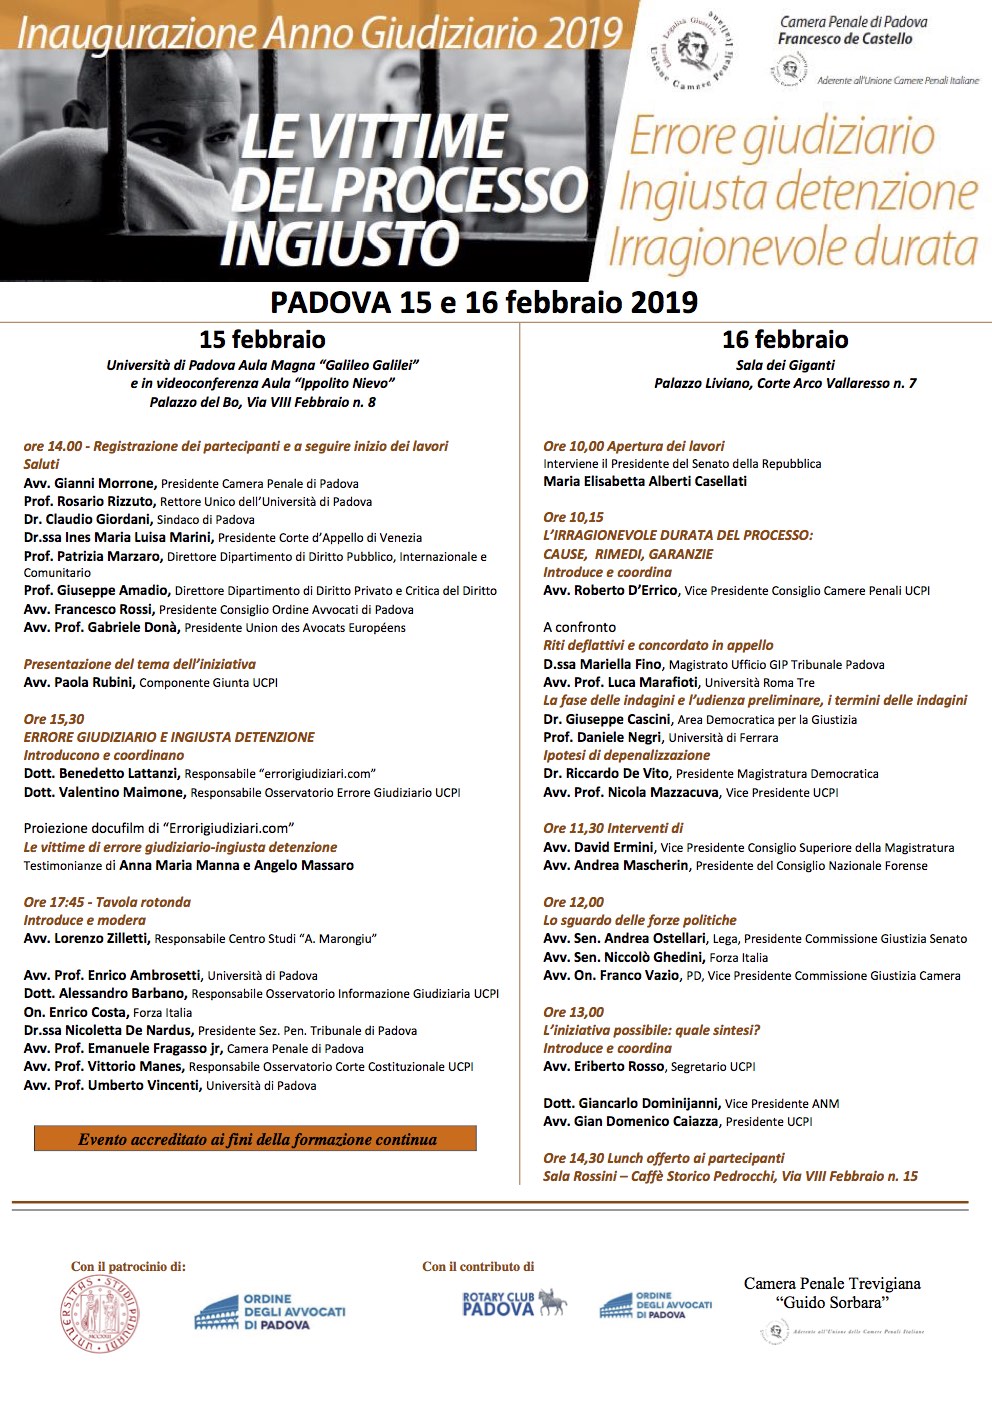 Inaugurazione Anno Giudiziario 2019
LE VITTIME
DEL PROCESSO
INGIUSTO
Unione Camere Penali Italiane
Camera Penale di Padova
Francesco de Castello
Aderente all'Unione Camere Penali Italiane
Errore giudiziario
Ingiusta detenzione
Irragionevole durata
PADOVA 15 e 16 febbraio 2019
15 febbraio
Università di Padova Aula Magna “Galileo Galilei”
e in videoconferenza Aula “Ippolito Nievo”
Palazzo del Bo, Via VIII Febbraio n. 8
ore 14.00 - Registrazione dei partecipanti e a seguire inizio dei lavori
Saluti
Avv. Gianni Morrone, Presidente Camera Penale di Padova
Prof. Rosario Rizzuto, Rettore Unico dell’Università di Padova
Dr. Claudio Giordani, Sindaco di Padova
Dr.ssa Ines Maria Luisa Marini, Presidente Corte d’Appello di Venezia
Prof. Patrizia Marzaro, Direttore Dipartimento di Diritto Pubblico, Internazionale e
Comunitario
Prof. Giuseppe Amadio, Direttore Dipartimento di Diritto Privato e Critica del Diritto
Avv. Francesco Rossi, Presidente Consiglio Ordine Avvocati di Padova
Avv. Prof. Gabriele Donà, Presidente Union des Avocats Européens
Presentazione del tema dell’iniziativa
Avv. Paola Rubini, Componente Giunta UCPI
Ore 15,30
ERRORE GIUDIZIARIO E INGIUSTA DETENZIONE
Introducono e coordinano
Dott. Benedetto Lattanzi, Responsabile “errorigiudiziari.com”
Dott. Valentino Maimone, Responsabile Osservatorio Errore Giudiziario UCPI
Proiezione docufilm di “Errorigiudiziari.com”
Le vittime di errore giudiziario-ingiusta detenzione
Testimonianze di Anna Maria Manna e Angelo Massaro
Ore 17:45 - Tavola rotonda
Introduce e modera
Avv. Lorenzo Zilletti, Responsabile Centro Studi “A. Marongiu”
Avv. Prof. Enrico Ambrosetti, Università di Padova
Dott. Alessandro Barbano, Responsabile Osservatorio Informazione Giudiziaria UCPI
On. Enrico Costa, Forza Italia
Dr.ssa Nicoletta De Nardus, Presidente Sez. Pen. Tribunale di Padova
Avv. Prof. Emanuele Fragasso jr, Camera Penale di Padova
Avv. Prof. Vittorio Manes, Responsabile Osservatorio Corte Costituzionale UCPI
Avv. Prof. Umberto Vincenti, Università di Padova
Evento accreditato ai fini della formazione continua
16 febbraio
Sala dei Giganti
Palazzo Liviano, Corte Arco Vallaresso n. 7
Ore 10,00 Apertura dei lavori
Interviene il Presidente del Senato della Repubblica
Maria Elisabetta Alberti Casellati
Ore 10,15
L’IRRAGIONEVOLE DURATA DEL PROCESSO:
CAUSE, RIMEDI, GARANZIE
Introduce e coordina
Avv. Roberto D’Errico, Vice Presidente Consiglio Camere Penali UCPI
A confronto
Riti deflattivi e concordato in appello
D.ssa Mariella Fino, Magistrato Ufficio GIP Tribunale Padova
Avv. Prof. Luca Marafioti, Università Roma Tre
La fase delle indagini e l’udienza preliminare, i termini delle indagini
Dr. Giuseppe Cascini, Area Democratica per la Giustizia
Prof. Daniele Negri, Università di Ferrara
Ipotesi di depenalizzazione
Dr. Riccardo De Vito, Presidente Magistratura Democratica
Avv. Prof. Nicola Mazzacuva, Vice Presidente UCPI
Ore 11,30 Interventi di
Avv. David Ermini, Vice Presidente Consiglio Superiore della Magistratura
Avv. Andrea Mascherin, Presidente del Consiglio Nazionale Forense
Ore 12,00
Lo sguardo delle forze politiche
Avv. Sen. Andrea Ostellari, Lega, Presidente Commissione Giustizia Senato
Avv. Sen. Niccolò Ghedini, Forza Italia
Avv. On. Franco Vazio, PD, Vice Presidente Commissione Giustizia Camera
Ore 13,00
L’iniziativa possibile: quale sintesi?
Introduce e coordina
Avv. Eriberto Rosso, Segretario UCPI
Dott. Giancarlo Dominijanni, Vice Presidente ANM
Avv. Gian Domenico Caiazza, Presidente UCPI
Ore 14,30 Lunch offerto ai partecipanti
Sala Rossini – Caffè Storico Pedrocchi, Via VIII Febbraio n. 15
Con il patrocinio di:
UNIVERSITAS STUDII PADUANI
MCCXXII
ORDINE
DEGLI AVVOCATI
DI PADOVA
Con il contributo di
ROTARY CLUB
PADOVA
ORDINE
DEGLI AVVOCATI
DI PADOVA
Camera Penale Trevigiana
“Guido Sorbara”
Aderente all'Unione delle Camere Penali Italiane